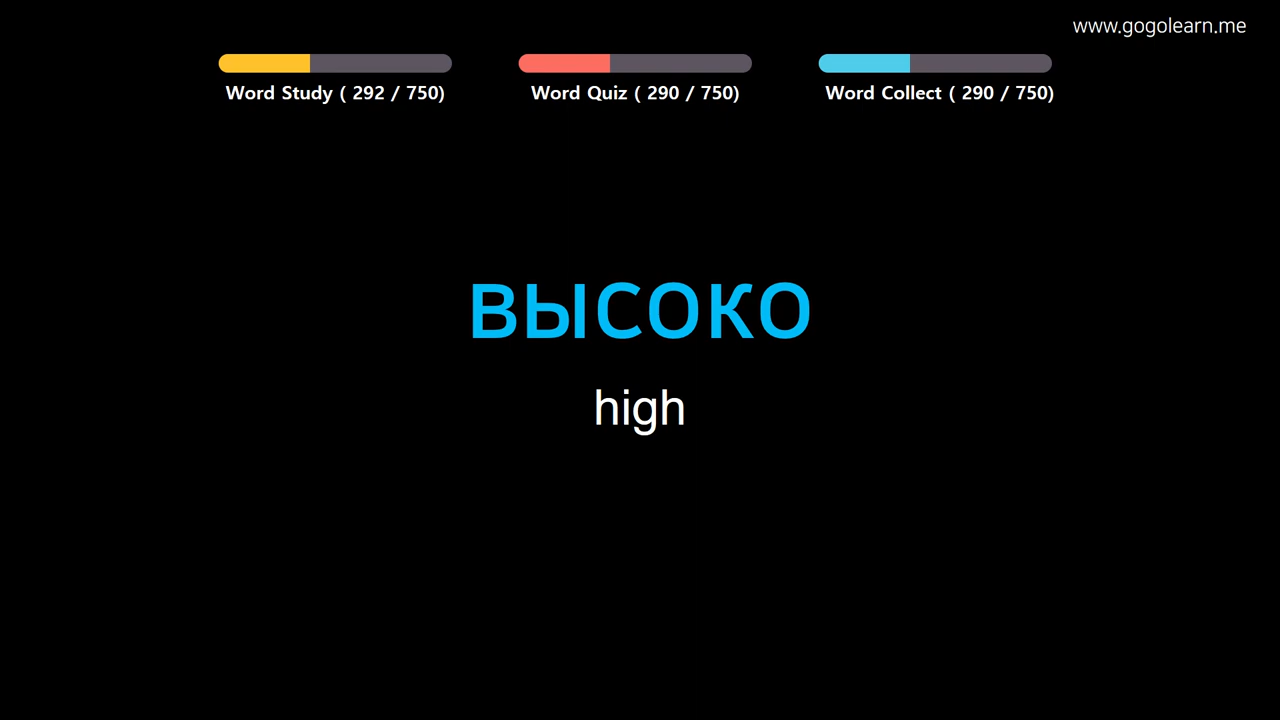 www.gogolearn.me
Word Study ( 292 / 750)
Word Quiz ( 290 / 750)
Word Collect ( 290 / 750)
высоко
high